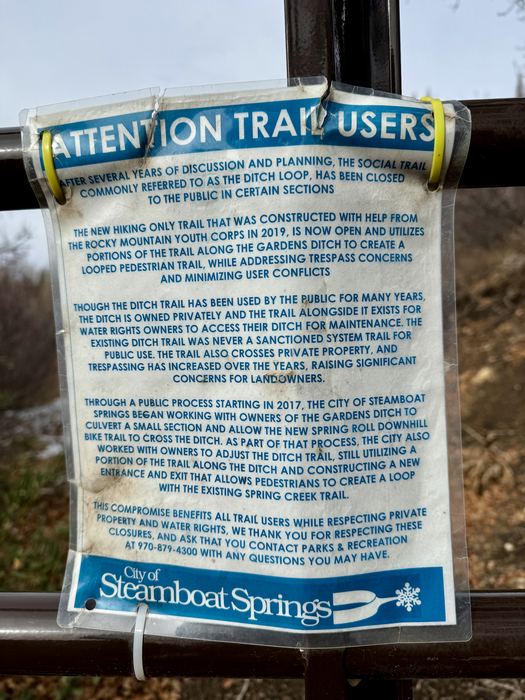 ATTENTION TRAIL USERS
AFTER SEVERAL YEARS OF DISCUSSION AND PLANNING, THE SOCIAL TRAIL
COMMONLY REFERRED TO AS THE DITCH LOOP, HAS BEEN CLOSED
TO THE PUBLIC IN CERTAIN SECTIONS
THE NEW HIKING ONLY TRAIL THAT WAS CONSTRUCTED WITH HELP FROM
THE ROCKY MOUNTAIN YOUTH CORPS IN 2019, IS NOW OPEN AND UTILIZES
PORTIONS OF THE TRAIL ALONG THE GARDENS DITCH TO CREATE A
LOOPED PEDESTRIAN TRAIL, WHILE ADDRESSING TRESPASS CONCERNS
AND MINIMIZING USER CONFLICTS
THOUGH THE DITCH TRAIL HAS BEEN USED BY THE PUBLIC FOR MANY YEARS,
THE DITCH IS OWNED PRIVATELY AND THE TRAIL ALONGSIDE IT EXISTS FOR
WATER RIGHTS OWNERS TO ACCESS THEIR DITCH FOR MAINTENANCE. THE
EXISTING DITCH TRAIL WAS NEVER A SANCTIONED SYSTEM TRAIL FOR
PUBLIC USE. THE TRAIL ALSO CROSSES PRIVATE PROPERTY, AND
TRESPASSING HAS INCREASED OVER THE YEARS, RAISING SIGNIFICANT
CONCERNS FOR LANDOWNERS.
THROUGH A PUBLIC PROCESS STARTING IN 2017, THE CITY OF STEAMBOAT
SPRINGS BEGAN WORKING WITH OWNERS OF THE GARDENS DITCH TO
CULVERT A SMALL SECTION AND ALLOW THE NEW SPRING ROLL DOWNHILL
BIKE TRAIL TO CROSS THE DITCH. AS PART OF THAT PROCESS, THE CITY ALSO
WORKED WITH OWNERS TO ADJUST THE DITCH TRAIL, STILL UTILIZING A
PORTION OF THE TRAIL ALONG THE DITCH AND CONSTRUCTING A NEW
ENTRANCE AND EXIT THAT ALLOWS PEDESTRIANS TO CREATE A LOOP
WITH THE EXISTING SPRING CREEK TRAIL.
THIS COMPROMISE BENEFITS ALL TRAIL USERS WHILE RESPECTING PRIVATE
PROPERTY AND WATER RIGHTS, WE THANK YOU FOR RESPECTING THESE
CLOSURES, AND ASK THAT YOU CONTACT PARKS & RECREATION
AT 970-879-4300 WITH ANY QUESTIONS YOU MAY HAVE.
City of
Steamboat Springs